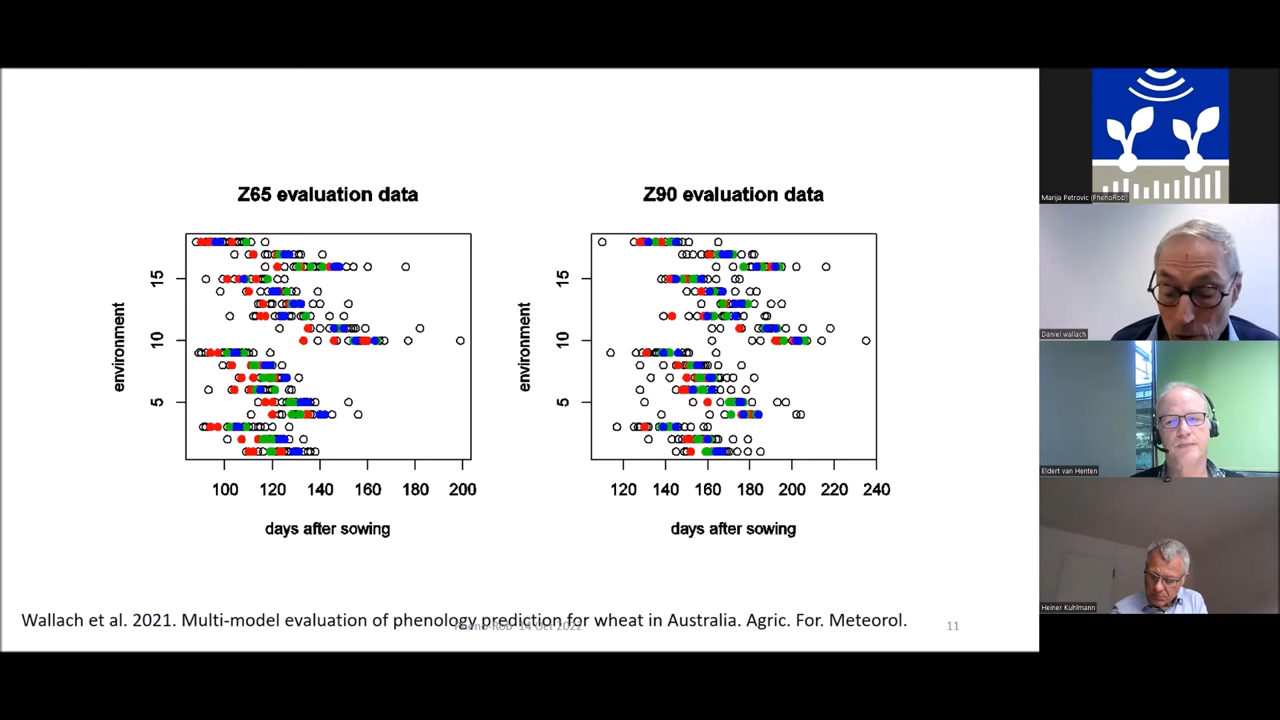 Z65 evaluation data
environment
15
10
5
100 120 140 160 180 200
days after sowing
Z90 evaluation data
environment
15
10
5
120 140 160 180 200 220 240
days after sowing
Wallach et al. 2021. Multi-model evaluation of phenology prediction for wheat in Australia. Agric. For. Meteorol.
14 Oct 2022
11
Marija Petrovic (PhenoRob)
Daniel wallach
Eldert van Henten
Heiner Kuhlmann